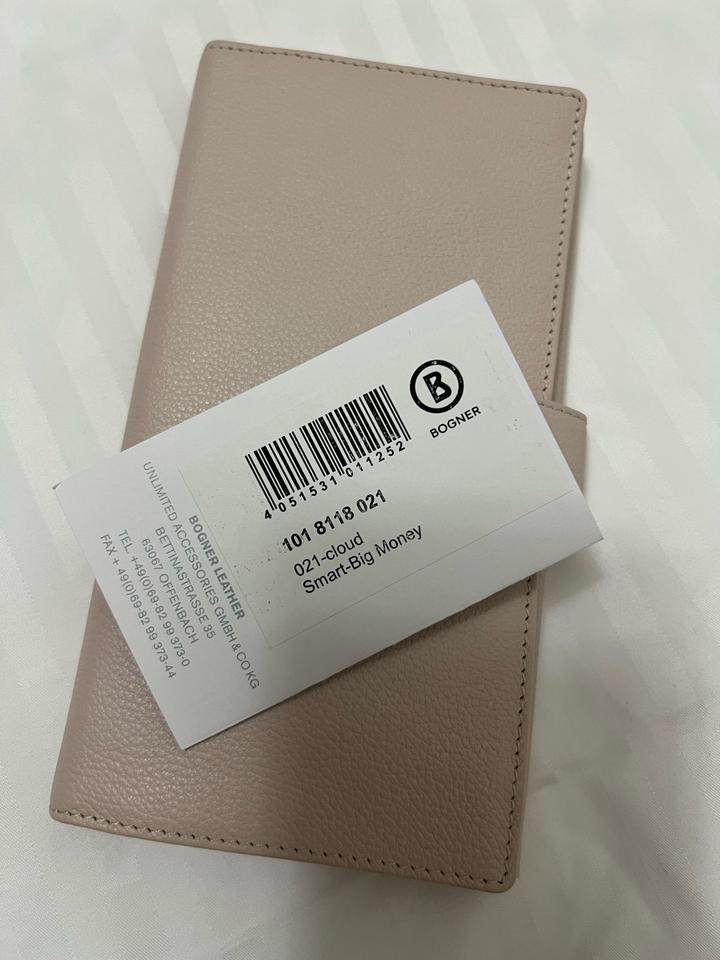 B
BOGNER
4 051531 011252
101 8118 021
021-cloud
Smart-Big Money
BOGNER LEATHER
UNLIMITED ACCESSORIES GMBH & CO KG
BETTINASTRASSE 35
63067 OFFENBACH
TEL. +49(0)69-82 99 373-0
FAX + 49(0)69-82 99 373-44